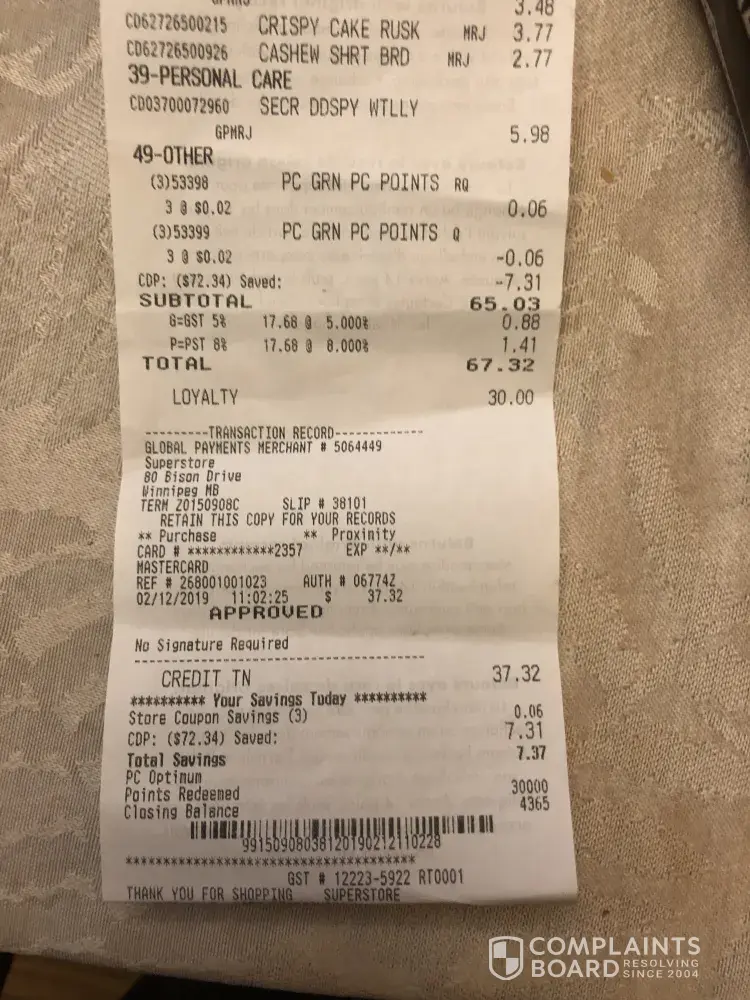 GPMRJ 3.48
CD62726500215 CRISPY CAKE RUSK MRJ 3.77
CD62726500926 CASHEW SHRT BRD MRJ 2.77
39-PERSONAL CARE
CD03700072960 SECR DDSPY WTLLY
GPMRJ 5.98
49-OTHER
(3)53398 PC GRN PC POINTS RQ
3 @ $0.02 0.06
(3)53399 PC GRN PC POINTS Q
3 @ $0.02 -0.06
CDP: ($72.34) Saved: -7.31
SUBTOTAL 65.03
G=GST 5% 17.68 @ 5.000% 0.88
P=PST 8% 17.68 @ 8.000% 1.41
TOTAL 67.32
LOYALTY 30.00
---------TRANSACTION RECORD-------------
GLOBAL PAYMENTS MERCHANT # 5064449
Superstore
80 Bison Drive
Winnipeg MB
TERM Z0150908C SLIP # 38101
RETAIN THIS COPY FOR YOUR RECORDS
** Purchase ** Proximity
CARD # ************2357 EXP **/**
MASTERCARD
REF # 268001001023 AUTH # 06774Z
02/12/2019 11:02:25 $ 37.32
APPROVED
No Signature Required
----------------------------------------
CREDIT TN 37.32
********** Your Savings Today **********
Store Coupon Savings (3) 0.06
CDP: ($72.34) Saved: 7.31
Total Savings 7.37
PC Optimum
Points Redeemed 30000
Closing Balance 4365
99150908038120190212110228
****************************************
GST # 12223-5922 RT0001
THANK YOU FOR SHOPPING SUPERSTORE
COMPLAINTS
BOARD RESOLVING
SINCE 2004